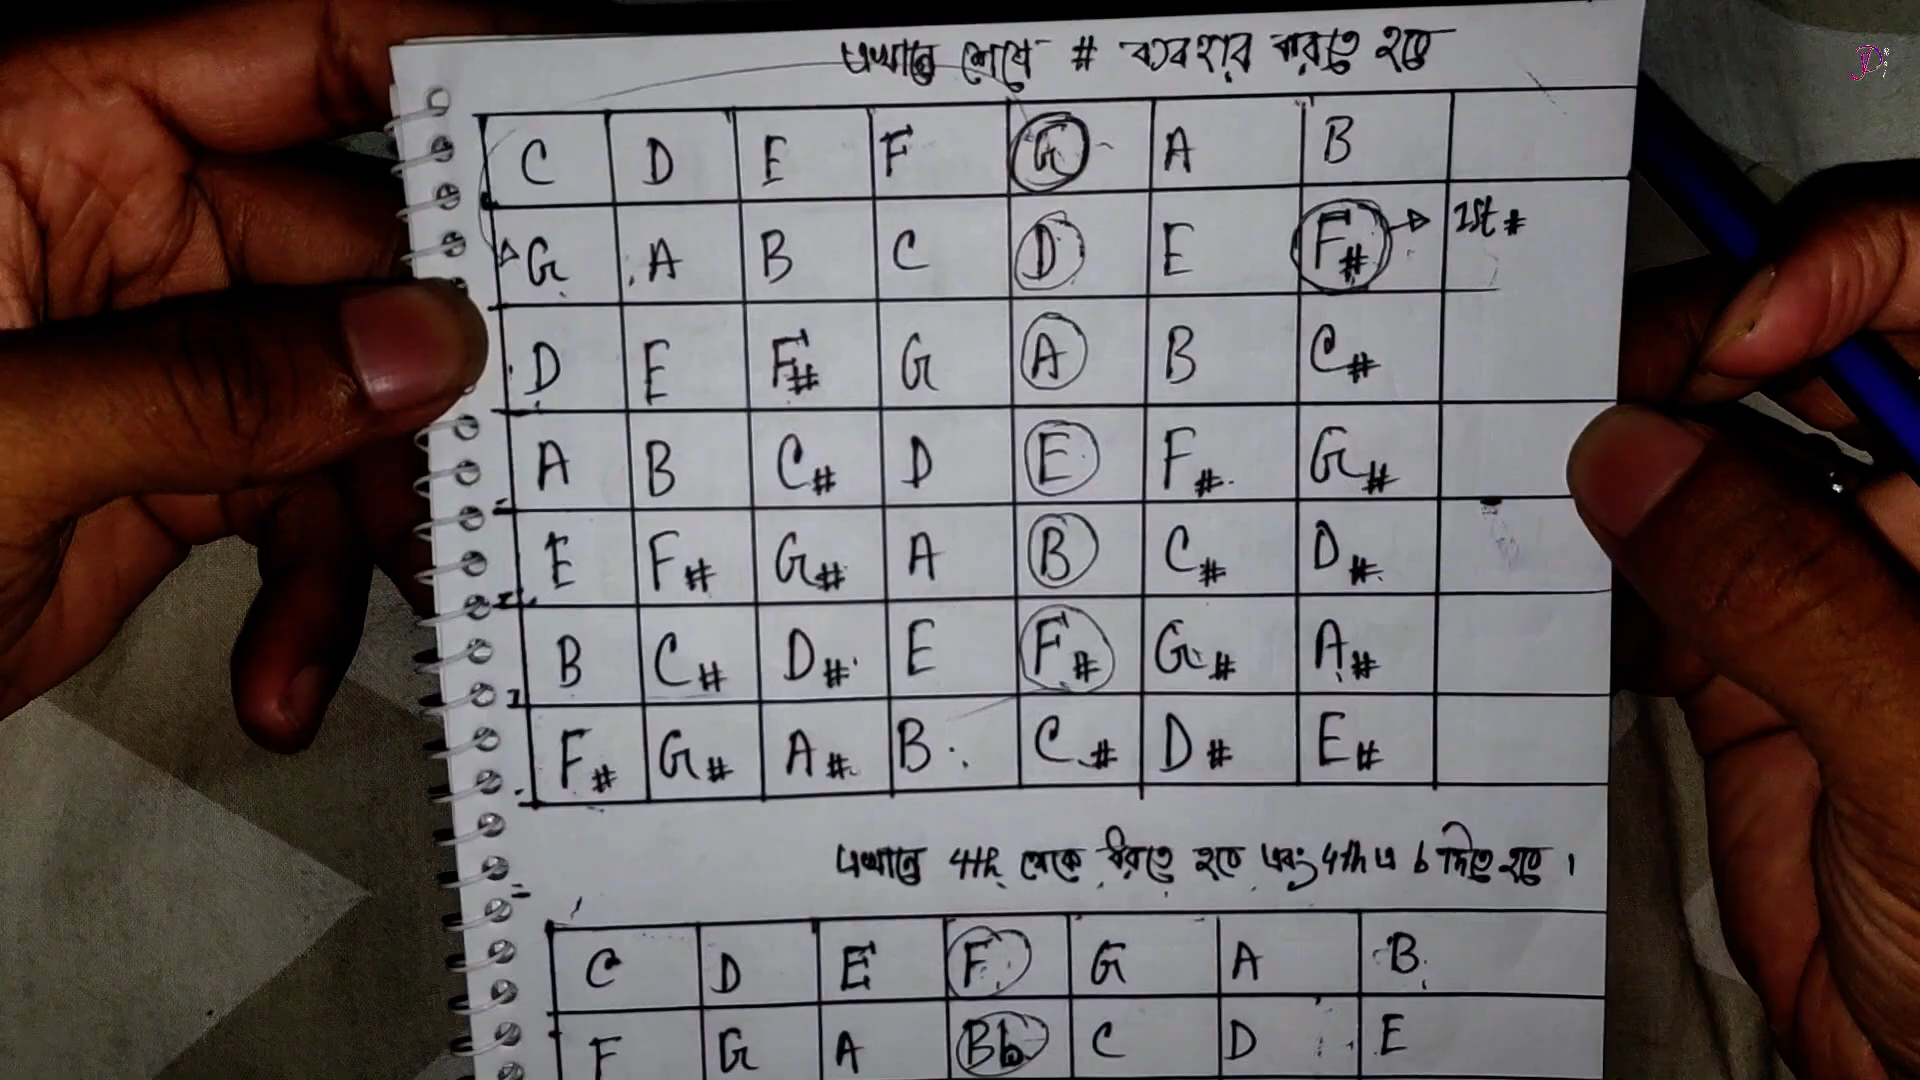 এখানে শেষে # ব্যবহার করতে হবে
C D E F G A B
G A B C D E F# 1st #
D E F# G A B C#
A B C# D E F# G#
E F# G# A B C# D#
B C# D# E F# G# A#
F# G# A# B C# D# E#
এখানে 4th থেকে ধরতে হবে এবং 4th এ b দিতে হবে।
C D E F G A B
F G A Bb C D E